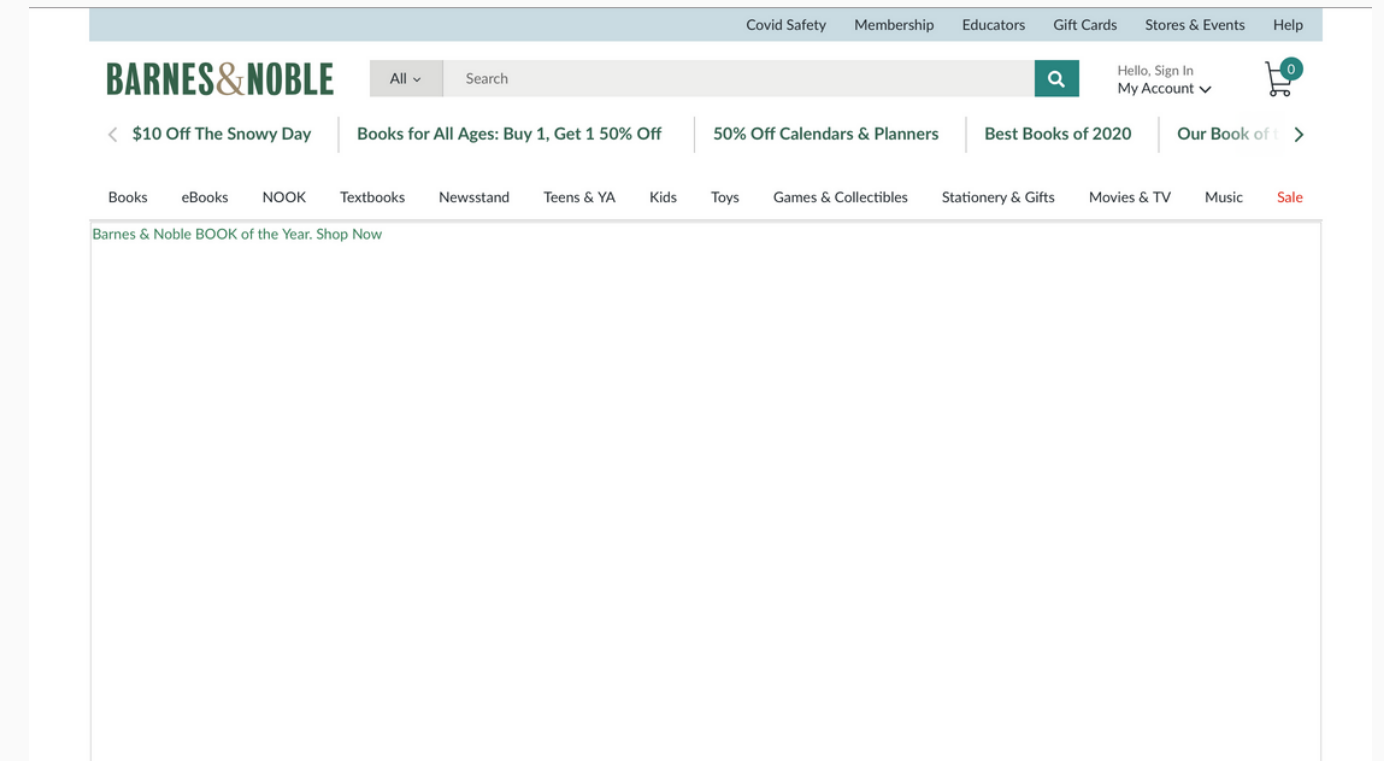 Covid Safety Membership Educators Gift Cards Stores & Events Help
BARNES&NOBLE All Search Hello, Sign In
My Account 0
$10 Off The Snowy Day Books for All Ages: Buy 1, Get 1 50% Off 50% Off Calendars & Planners Best Books of 2020 Our Book of
Books eBooks NOOK Textbooks Newsstand Teens & YA Kids Toys Games & Collectibles Stationery & Gifts Movies & TV Music Sale
Barnes & Noble BOOK of the Year. Shop Now